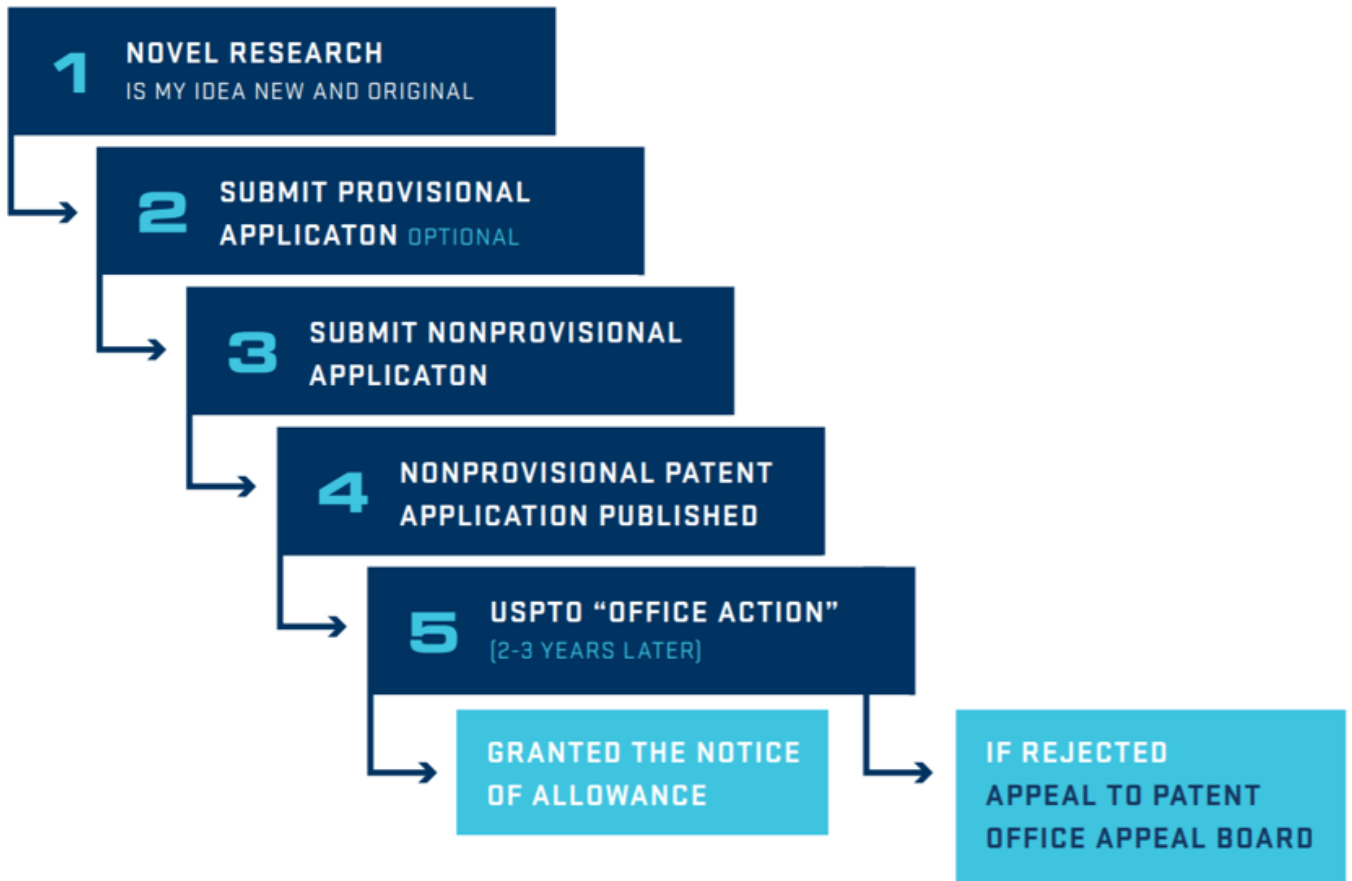 1
NOVEL RESEARCH
IS MY IDEA NEW AND ORIGINAL
2
SUBMIT PROVISIONAL
APPLICATON OPTIONAL
3
SUBMIT NONPROVISIONAL
APPLICATON
4
NONPROVISIONAL PATENT
APPLICATION PUBLISHED
5
USPTO “OFFICE ACTION”
(2-3 YEARS LATER)
GRANTED THE NOTICE
OF ALLOWANCE
IF REJECTED
APPEAL TO PATENT
OFFICE APPEAL BOARD